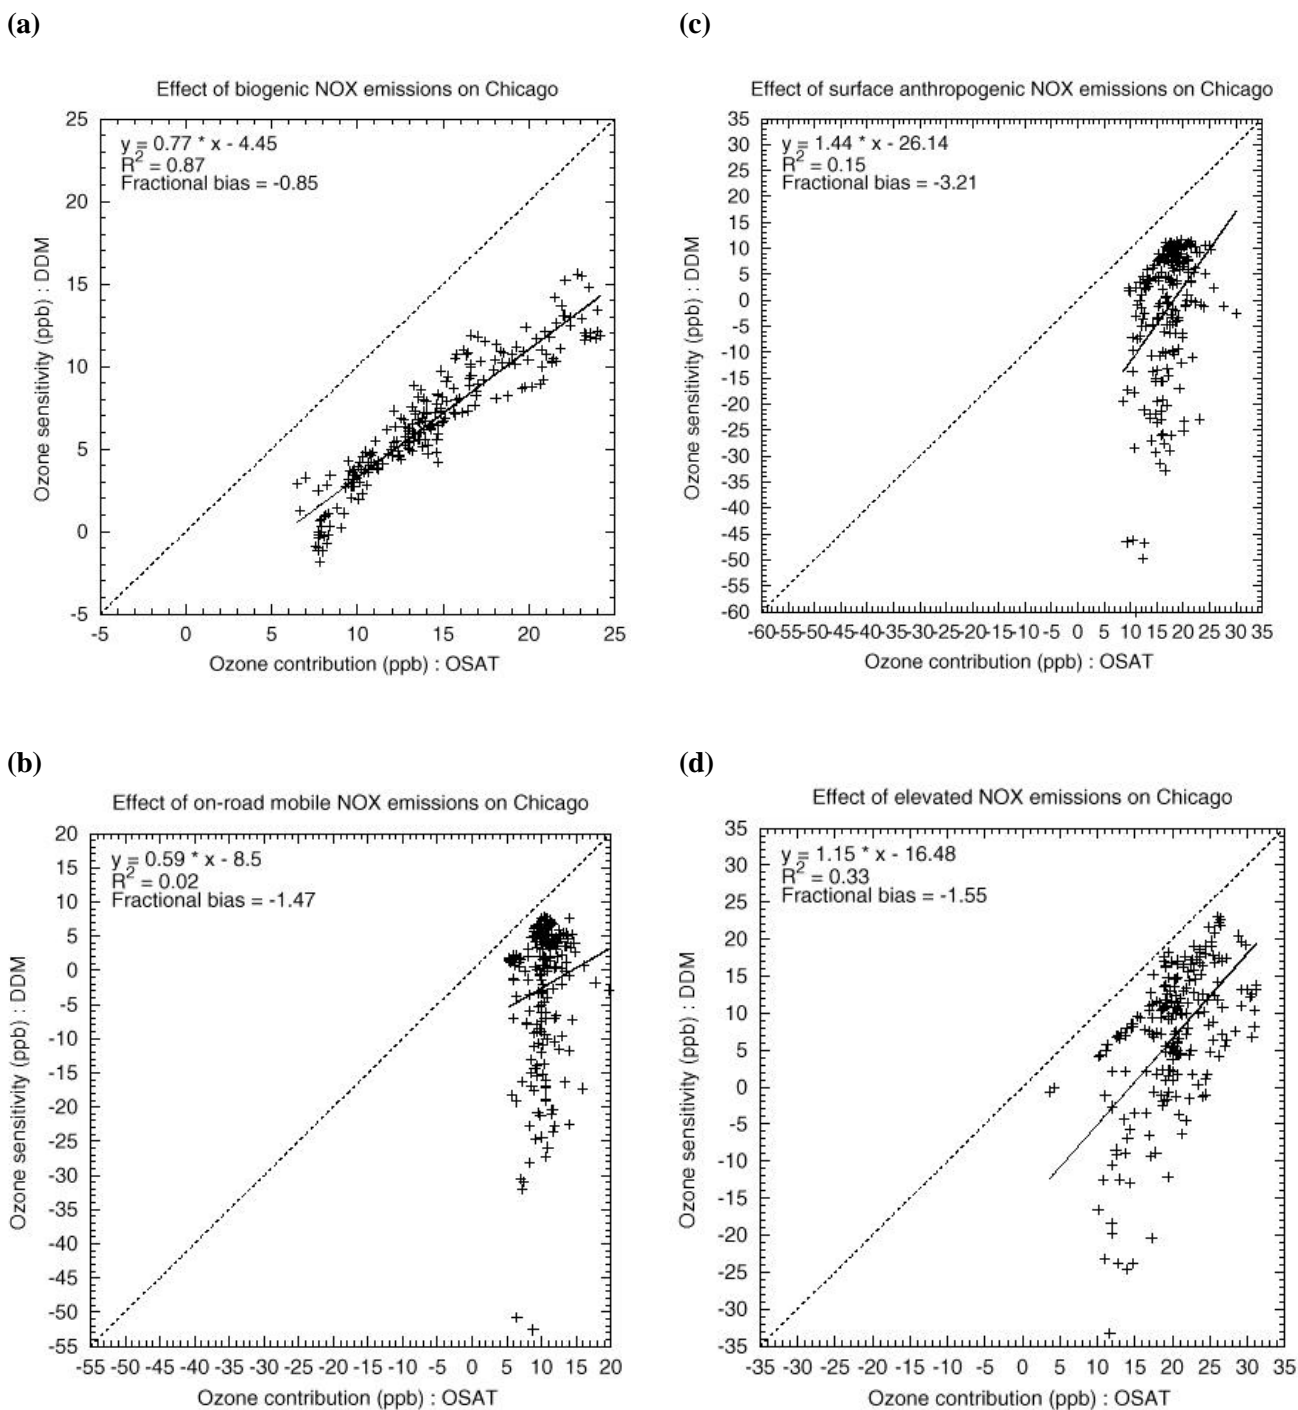 (a)
Effect of biogenic NOX emissions on Chicago
y = 0.77 * x - 4.45
R2 = 0.87
Fractional bias = -0.85
25
20
15
10
5
0
-5
Ozone sensitivity (ppb) : DDM
-5 0 5 10 15 20 25
Ozone contribution (ppb) : OSAT
(c)
Effect of surface anthropogenic NOX emissions on Chicago
y = 1.44 * x - 26.14
R2 = 0.15
Fractional bias = -3.21
35
30
25
20
15
10
5
0
-5
-10
-15
-20
-25
-30
-35
-40
-45
-50
-55
-60
Ozone sensitivity (ppb) : DDM
-60-55-50-45-40-35-30-25-20-15-10 -5 0 5 10 15 20 25 30 35
Ozone contribution (ppb) : OSAT
(b)
Effect of on-road mobile NOX emissions on Chicago
y = 0.59 * x - 8.5
R2 = 0.02
Fractional bias = -1.47
20
15
10
5
0
-5
-10
-15
-20
-25
-30
-35
-40
-45
-50
-55
Ozone sensitivity (ppb) : DDM
-55-50-45-40-35-30-25-20-15-10 -5 0 5 10 15 20
Ozone contribution (ppb) : OSAT
(d)
Effect of elevated NOX emissions on Chicago
y = 1.15 * x - 16.48
R2 = 0.33
Fractional bias = -1.55
35
30
25
20
15
10
5
0
-5
-10
-15
-20
-25
-30
-35
Ozone sensitivity (ppb) : DDM
-35-30-25-20-15-10 -5 0 5 10 15 20 25 30 35
Ozone contribution (ppb) : OSAT